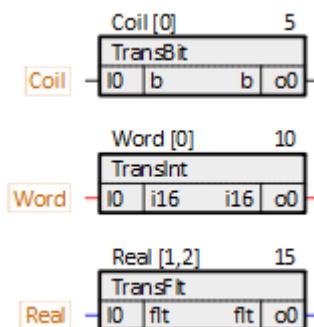 Coil [0] 5
TransBit
Coil I0 b b o0
Word [0] 10
TransInt
Word I0 i16 i16 o0
Real [1,2] 15
TransFlt
Real I0 flt flt o0